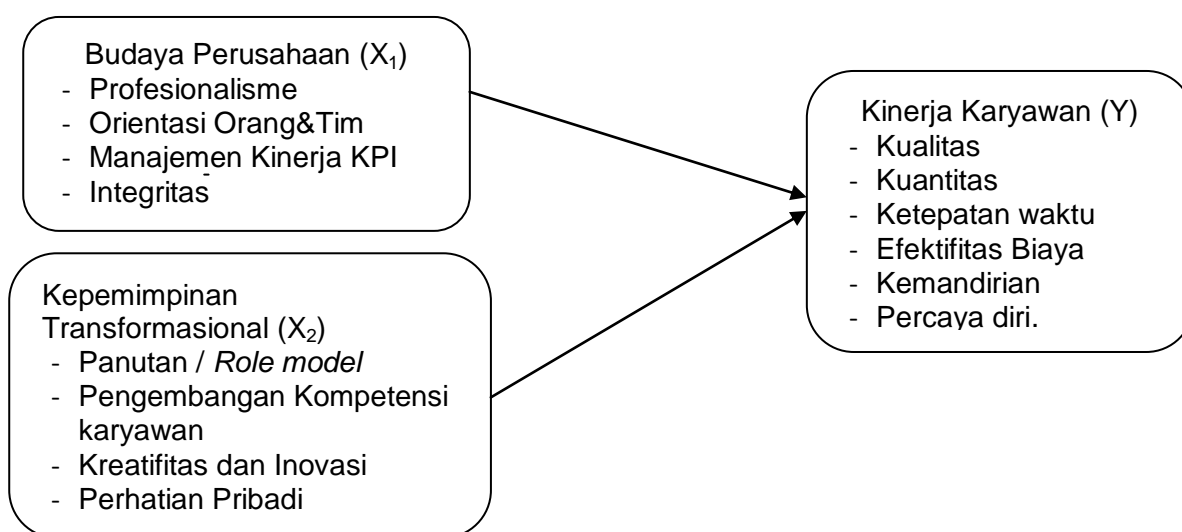 Budaya Perusahaan (X₁)
- Profesionalisme
- Orientasi Orang&Tim
- Manajemen Kinerja KPI
- Integritas
Kepemimpinan
Transformasional (X₂)
- Panutan / Role model
- Pengembangan Kompetensi
karyawan
- Kreatifitas dan Inovasi
- Perhatian Pribadi
Kinerja Karyawan (Y)
- Kualitas
- Kuantitas
- Ketepatan waktu
- Efektifitas Biaya
- Kemandirian
- Percaya diri.